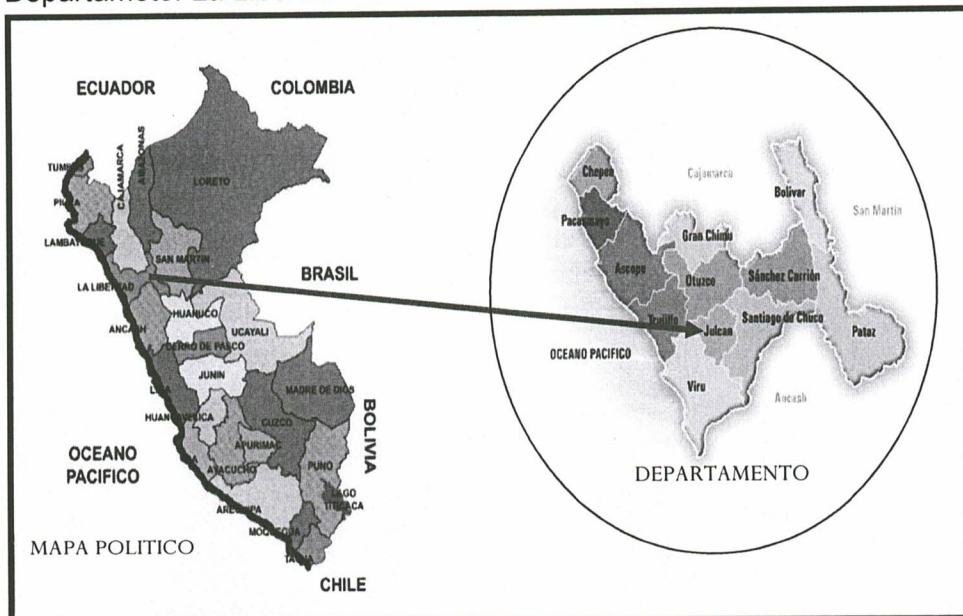 ECUADOR
COLOMBIA
TUMBES
PIURA
CAJAMARCA
AMAZONAS
LORETO
LAMBAYEQUE
SAN MARTIN
BRASIL
LA LIBERTAD
ANCASH
HUANUCO
UCAYALI
CERRO DE PASCO
JUNIN
LIMA
MADRE DE DIOS
HUANCAVELICA
CUZCO
BOLIVIA
OCEANO
PACIFICO
APURIMAC
AYACUCHO
PUNO
LAGO
TITICACA
AREQUIPA
MOQUEGUA
TACNA
MAPA POLITICO
CHILE
Chepen
Cajamarca
Bolivar
San Martin
Pacasmayo
Gran Chimu
Ascope
Otuzco
Sánchez Carrión
Trujillo
Julcan
Santiago de Chuco
Pataz
OCEANO PACIFICO
Viru
Ancash
DEPARTAMENTO